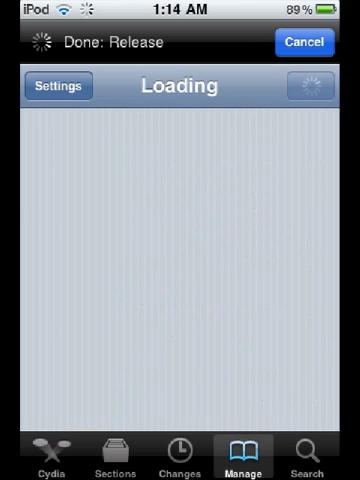 iPod 1:14 AM 89%
Done: Release Cancel
Settings Loading
Cydia Sections Changes Manage Search